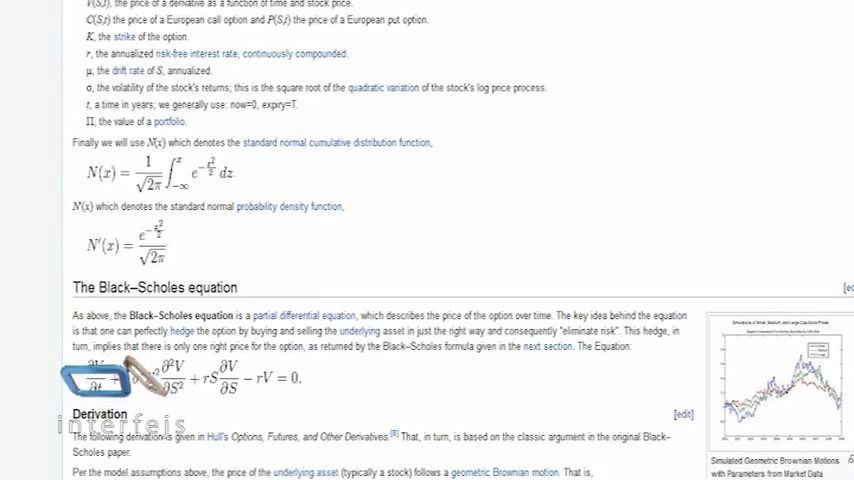 V(S,t), the price of a derivative as a function of time and stock price.
C(S,t) the price of a European call option and P(S,t) the price of a European put option.
K, the strike of the option.
r, the annualized risk-free interest rate, continuously compounded.
μ, the drift rate of S, annualized.
σ, the volatility of the stock's returns; this is the square root of the quadratic variation of the stock's log price process.
t, a time in years; we generally use: now=0, expiry=T.
Π, the value of a portfolio.
Finally we will use N(x) which denotes the standard normal cumulative distribution function,
N(x) = 1/√2π ∫_{-∞}^{x} e^{-z²/2} dz.
N'(x) which denotes the standard normal probability density function,
N'(x) = e^{-x²/2}/√2π
The Black–Scholes equation
As above, the Black–Scholes equation is a partial differential equation, which describes the price of the option over time. The key idea behind the equation
is that one can perfectly hedge the option by buying and selling the underlying asset in just the right way and consequently "eliminate risk". This hedge, in
turn, implies that there is only one right price for the option, as returned by the Black–Scholes formula given in the next section. The Equation:
∂V/∂t + ² ∂²V/∂S² + rS ∂V/∂S − rV = 0.
interfeis
Derivation [edit]
The following derivation is given in Hull's Options, Futures, and Other Derivatives.[8] That, in turn, is based on the classic argument in the original Black–
Scholes paper.
Per the model assumptions above, the price of the underlying asset (typically a stock) follows a geometric Brownian motion. That is,
Simulated Geometric Brownian Motions
with Parameters from Market Data